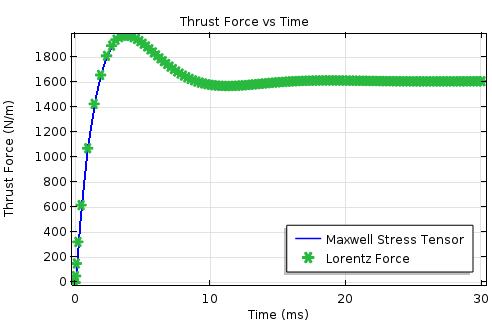 Thrust Force vs Time
Thrust Force (N/m)
1800
1600
1400
1200
1000
800
600
400
200
0
Maxwell Stress Tensor
Lorentz Force
0 10 20 30
Time (ms)